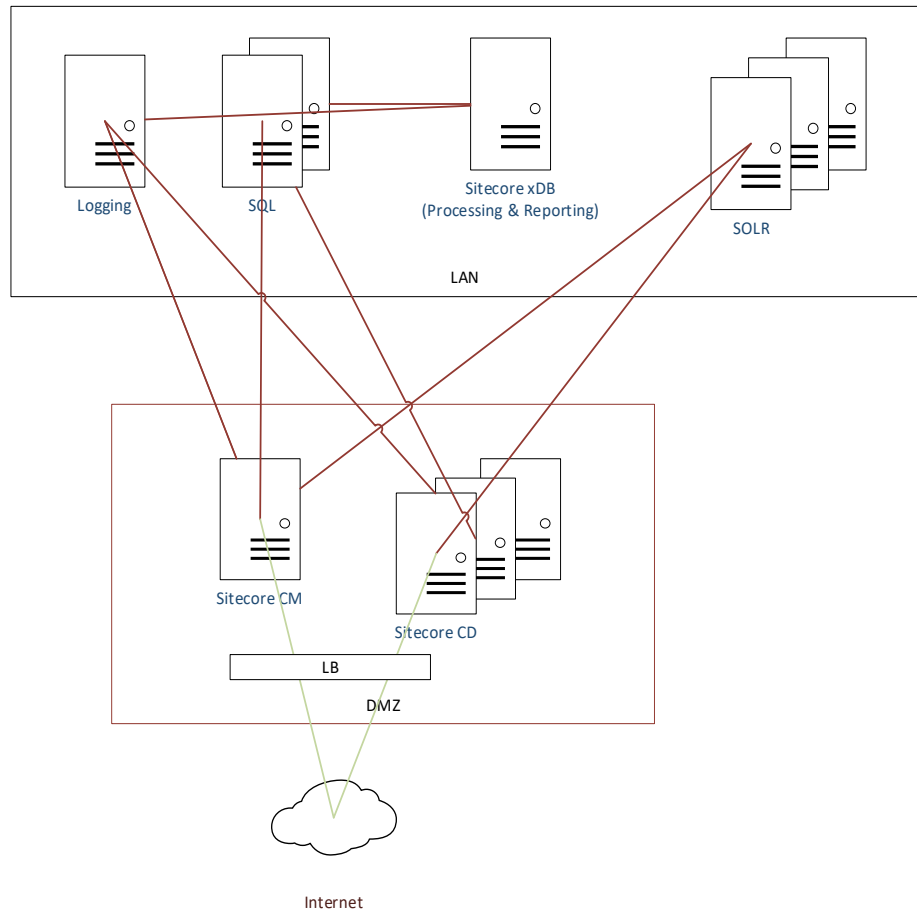 Logging
SQL
Sitecore xDB
(Processing & Reporting)
SOLR
LAN
Sitecore CM
Sitecore CD
LB
DMZ
Internet